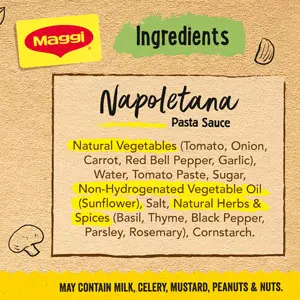 Maggi
Ingredients
Napoletana
Pasta Sauce
Natural Vegetables (Tomato, Onion,
Carrot, Red Bell Pepper, Garlic),
Water, Tomato Paste, Sugar,
Non-Hydrogenated Vegetable Oil
(Sunflower), Salt, Natural Herbs &
Spices (Basil, Thyme, Black Pepper,
Parsley, Rosemary), Cornstarch.
MAY CONTAIN MILK, CELERY, MUSTARD, PEANUTS & NUTS.